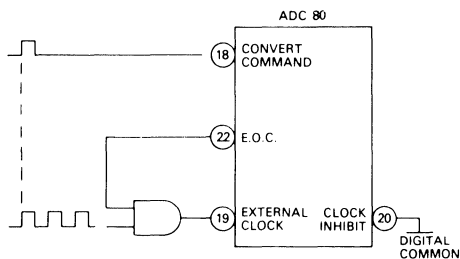 ADC 80
18 CONVERT
COMMAND
22 E.O.C.
19 EXTERNAL CLOCK 20
CLOCK INHIBIT
DIGITAL
COMMON